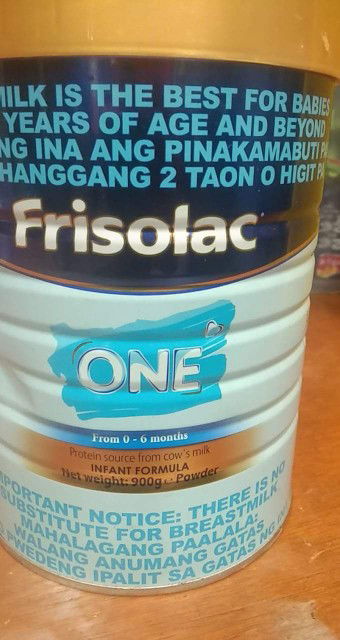 MILK IS THE BEST FOR BABIES
YEARS OF AGE AND BEYOND
NG INA ANG PINAKAMABUTI
HANGGANG 2 TAON O HIGIT
Frisolac
ONE
From 0 - 6 months
Protein source from cow's milk
INFANT FORMULA
Net weight: 900g - Powder
IMPORTANT NOTICE: THERE IS NO
SUBSTITUTE FOR BREASTMILK
MAHALAGANG PAALALA:
WALANG ANUMANG GATAS
PWEDENG IPALIT SA GATAS NG